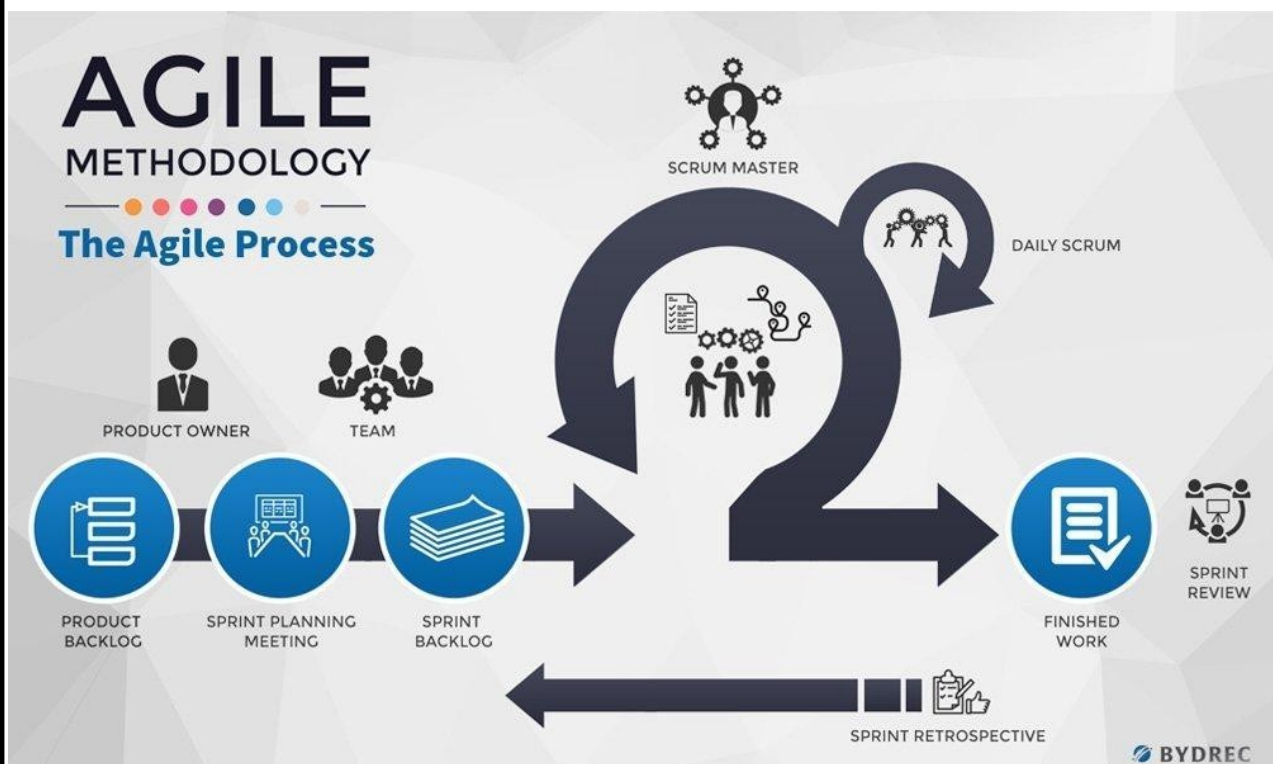 AGILE
METHODOLOGY
The Agile Process
SCRUM MASTER
DAILY SCRUM
PRODUCT OWNER
TEAM
PRODUCT
BACKLOG
SPRINT PLANNING
MEETING
SPRINT
BACKLOG
FINISHED
WORK
SPRINT
REVIEW
SPRINT RETROSPECTIVE
BYDREC